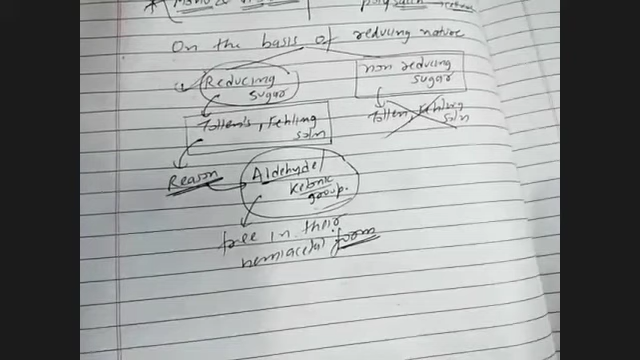 On the basis of reducing nature
Reducing sugar
non reducing sugar
Tollen's, Fehling soln
Tollen, Fehling soln
Reason
Aldehyde/
Ketonic
group.
free in their
hemiacetal form